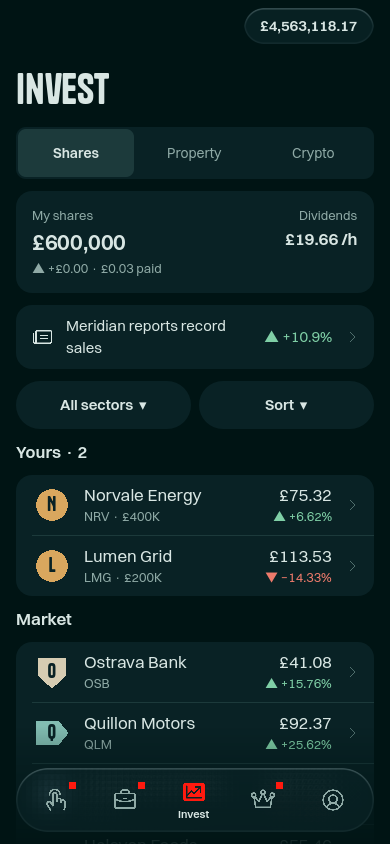 £4,563,118.17
INVEST
Shares
Property
Crypto
My shares
Dividends
£600,000
£19.66 /h
▲ +£0.00 · £0.03 paid
Meridian reports record
sales
▲ +10.9%
All sectors ▾
Sort ▾
Yours · 2
N
Norvale Energy
£75.32
NRV · £400K
▲ +6.62%
L
Lumen Grid
£113.53
LMG · £200K
▼ −14.33%
Market
O
Ostrava Bank
£41.08
OSB
▲ +15.76%
Q
Quillon Motors
£92.37
QLM
▲ +25.62%
Invest